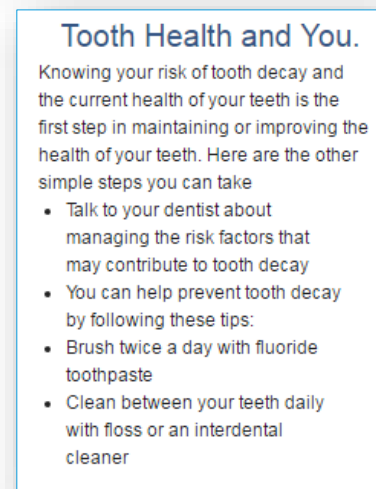 Tooth Health and You.
Knowing your risk of tooth decay and
the current health of your teeth is the
first step in maintaining or improving the
health of your teeth. Here are the other
simple steps you can take
• Talk to your dentist about
managing the risk factors that
may contribute to tooth decay
• You can help prevent tooth decay
by following these tips:
• Brush twice a day with fluoride
toothpaste
• Clean between your teeth daily
with floss or an interdental
cleaner